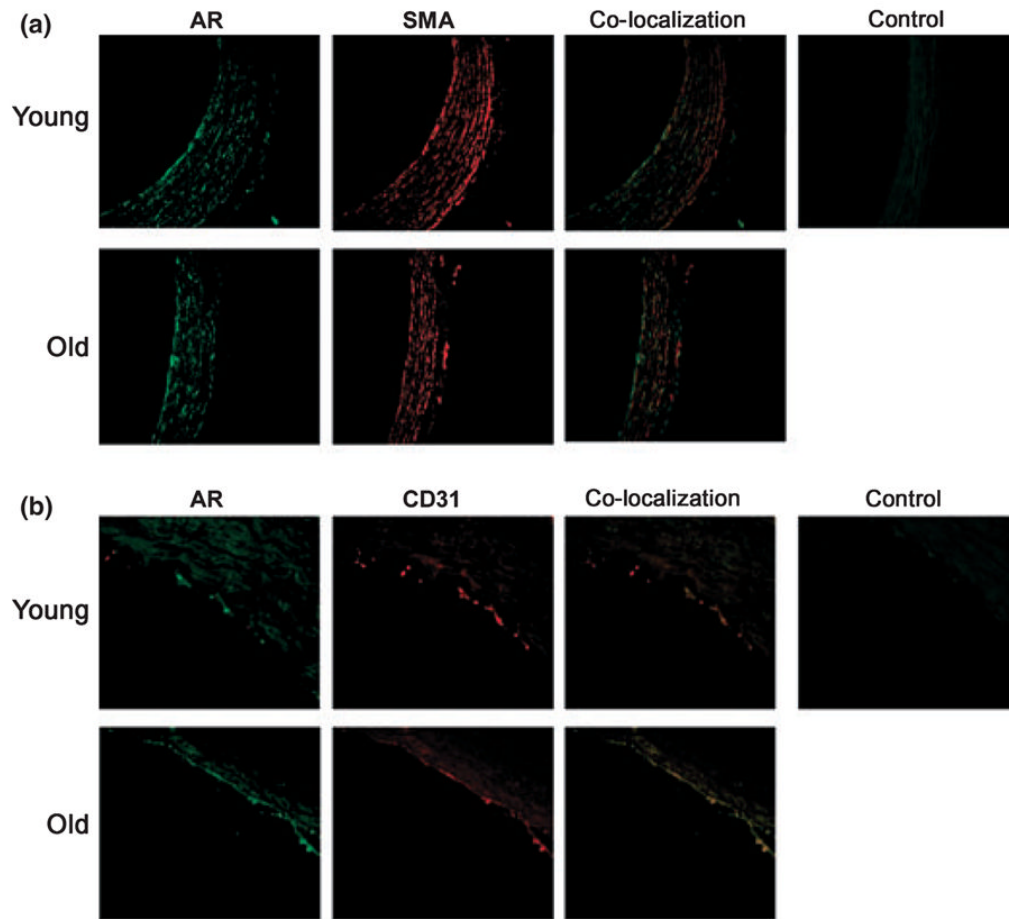 (a) AR SMA Co-localization Control
Young
Old
(b) AR CD31 Co-localization Control
Young
Old